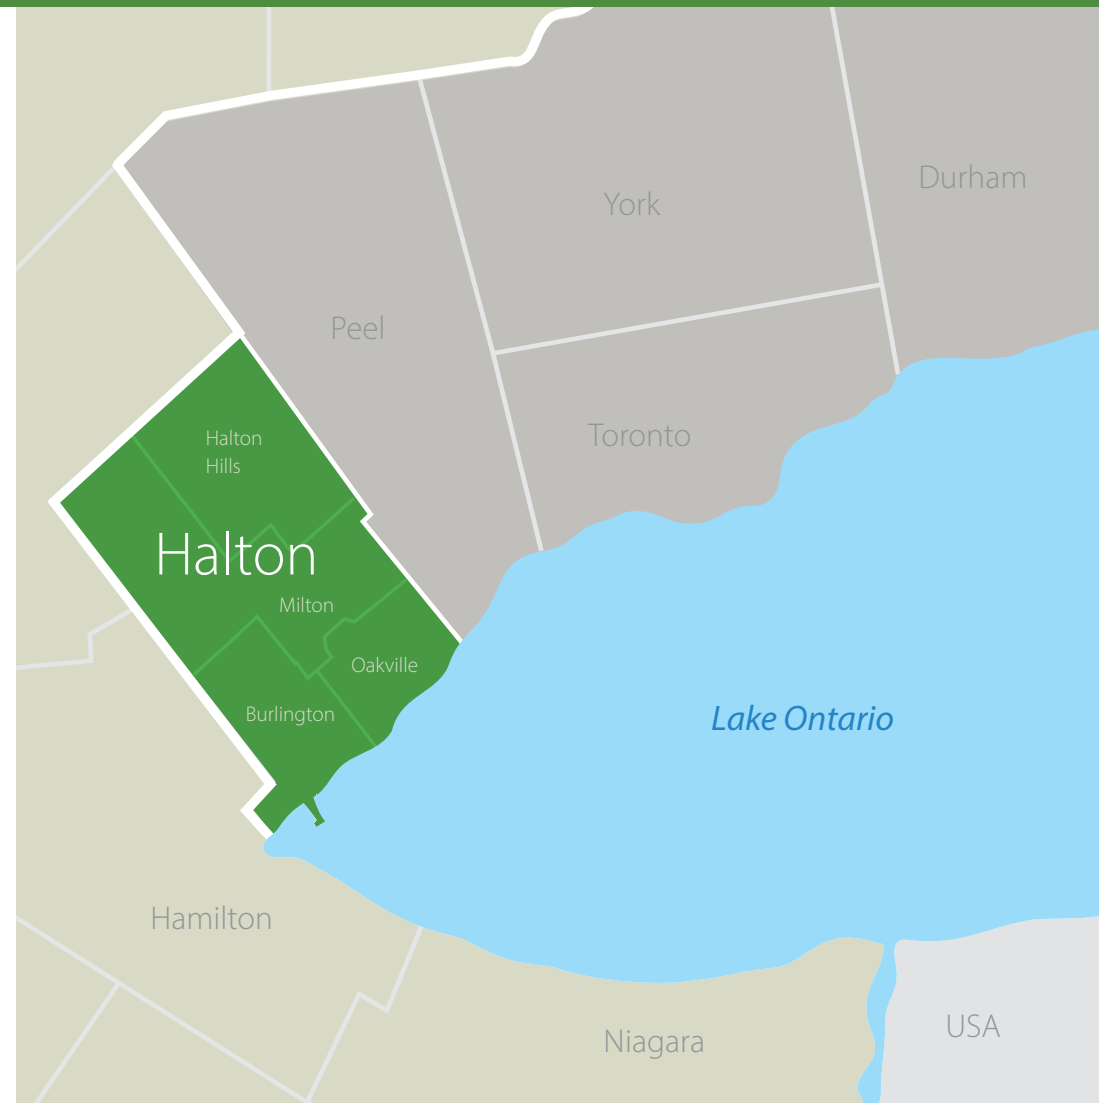 Durham
York
Peel
Toronto
Halton
Hills
Halton
Milton
Oakville
Burlington
Lake Ontario
Hamilton
USA
Niagara